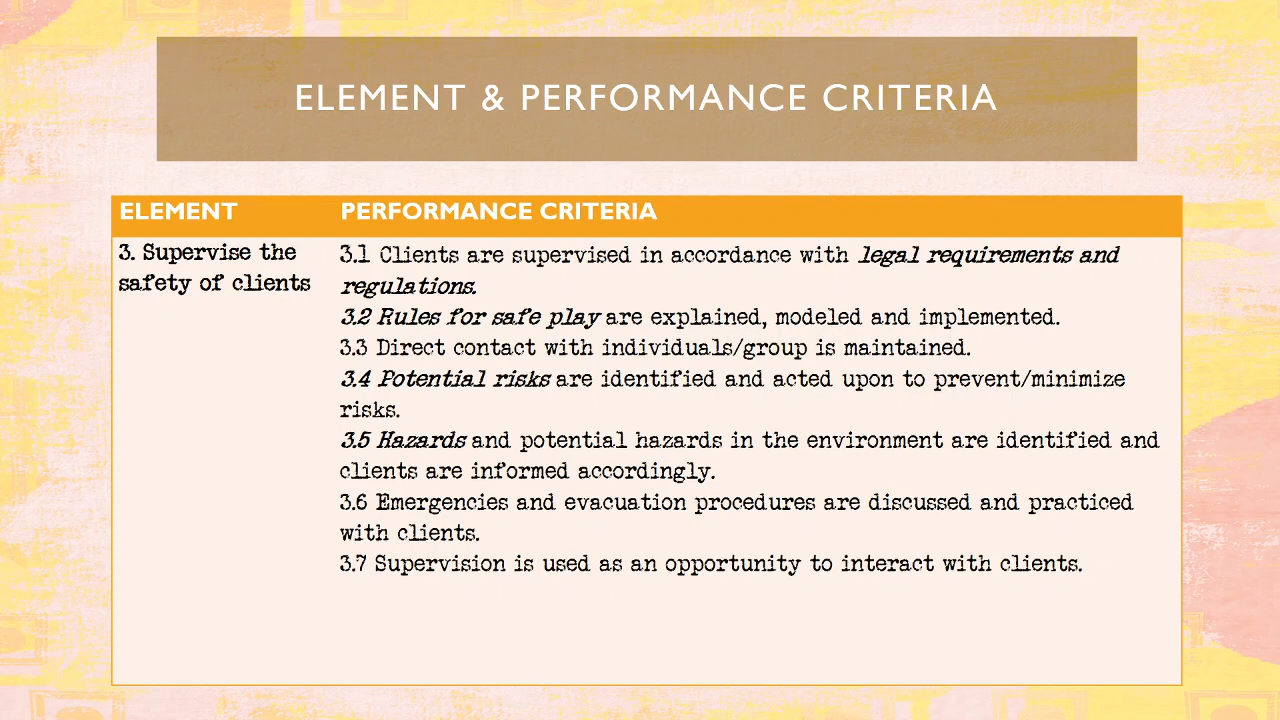 ELEMENT & PERFORMANCE CRITERIA
ELEMENT
PERFORMANCE CRITERIA
3. Supervise the
safety of clients
3.1 Clients are supervised in accordance with legal requirements and
regulations.
3.2 Rules for safe play are explained, modeled and implemented.
3.3 Direct contact with individuals/group is maintained.
3.4 Potential risks are identified and acted upon to prevent/minimize
risks.
3.5 Hazards and potential hazards in the environment are identified and
clients are informed accordingly.
3.6 Emergencies and evacuation procedures are discussed and practiced
with clients.
3.7 Supervision is used as an opportunity to interact with clients.